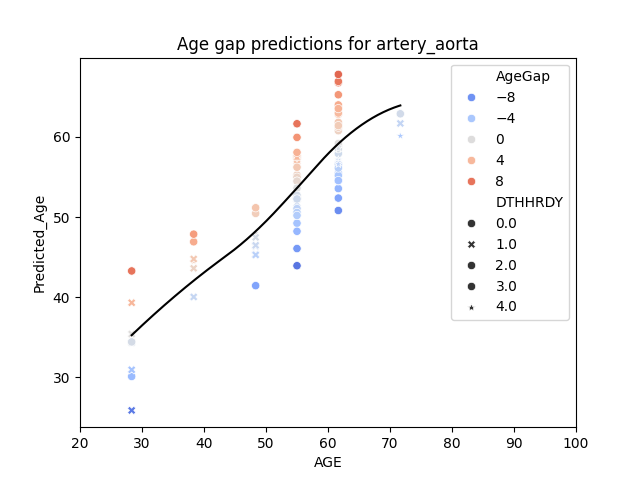 Age gap predictions for artery_aorta
Predicted_Age
60
50
40
30
20 30 40 50 60 70 80 90 100
AGE
AgeGap
−8
−4
0
4
8
DTHHRDY
0.0
1.0
2.0
3.0
4.0